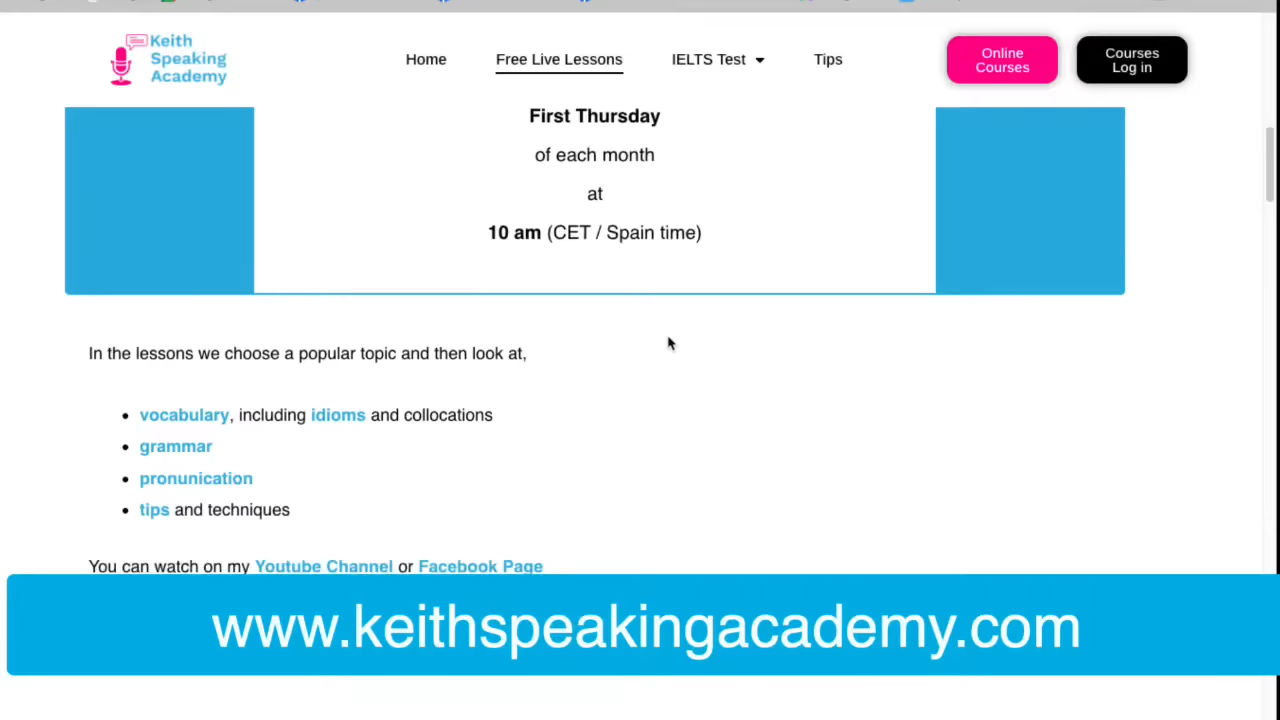 Keith
Speaking
Academy
Home
Free Live Lessons
IELTS Test
Tips
Online
Courses
Courses
Log in
First Thursday
of each month
at
10 am (CET / Spain time)
In the lessons we choose a popular topic and then look at,
• vocabulary, including idioms and collocations
• grammar
• pronunication
• tips and techniques
You can watch on my Youtube Channel or Facebook Page
www.keithspeakingacademy.com